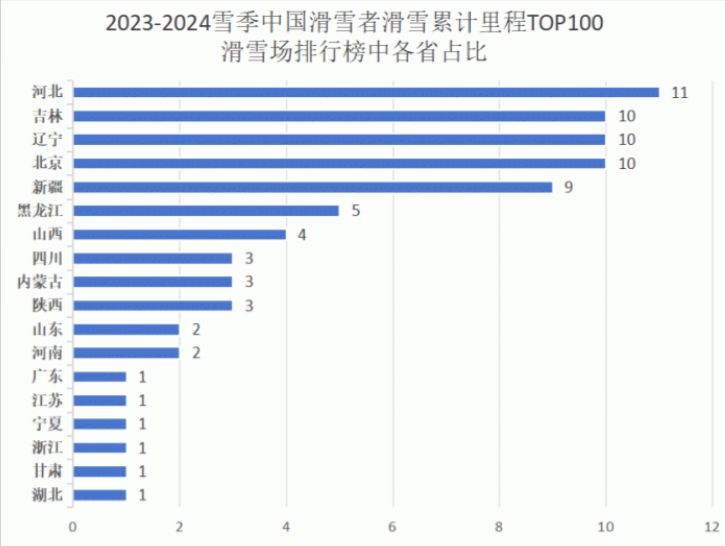 2023-2024雪季中国滑雪者滑雪累计里程TOP100
滑雪场排行榜中各省占比
河北 11
吉林 10
辽宁 10
北京 10
新疆 9
黑龙江 5
山西 4
四川 3
内蒙古 3
陕西 3
山东 2
河南 2
广东 1
江苏 1
宁夏 1
浙江 1
甘肃 1
湖北 1
0 2 4 6 8 10 12